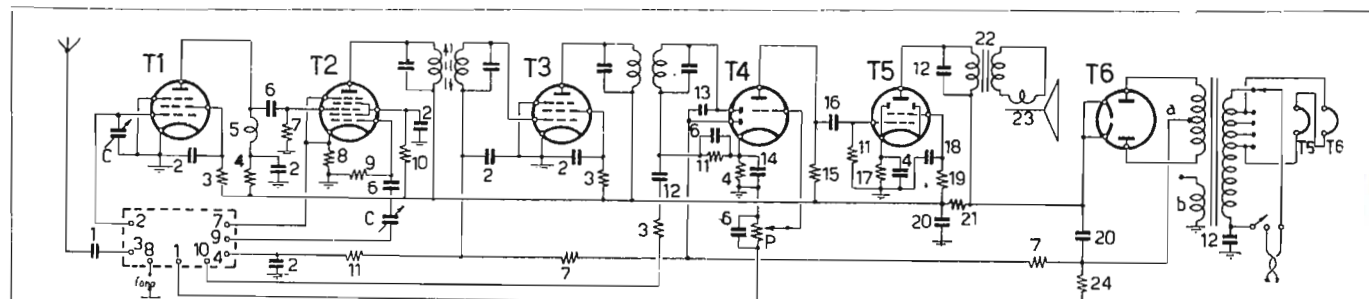 T1 T2 T3 T4 T5 T6
22
12
23
a
b
C 5 6 7 2 2 4 2 3
8 9 10 6 C
2 2 3
13 6 11 14 4 12 3
16 15 11 17 4 18 19 20 21
20 12
T5 T6
1
2 7
3 9
8 1 10 4
fono
2 11 7 6 P 7 24